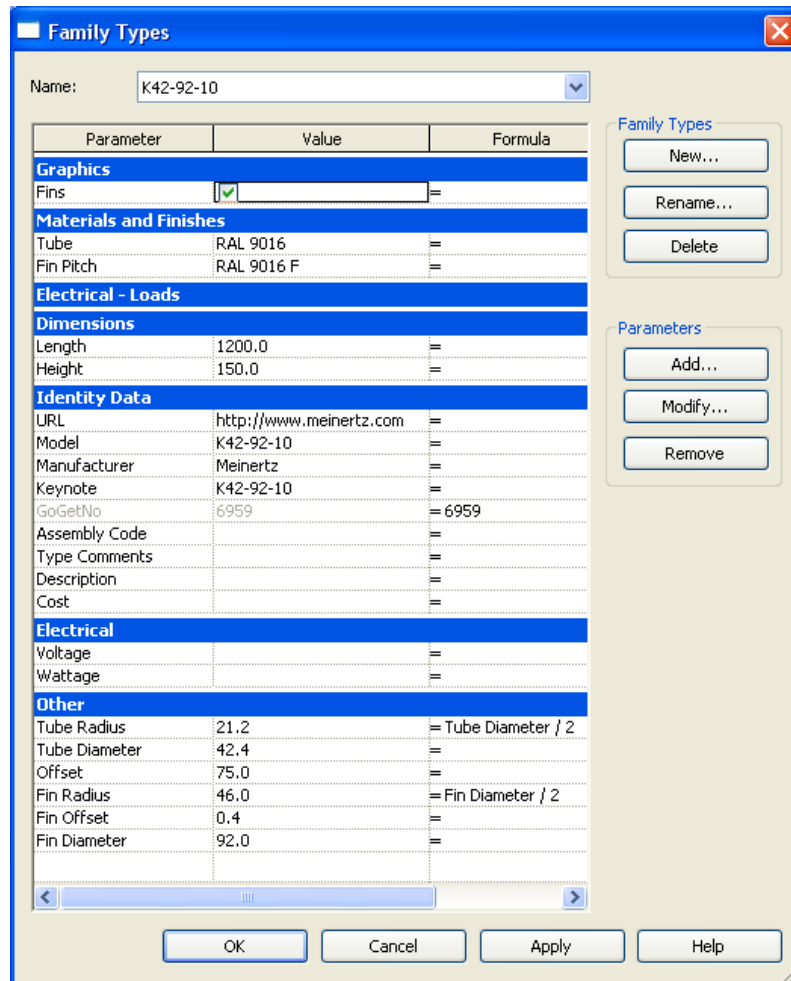 Family Types
Name: K42-92-10
Parameter Value Formula
Graphics
Fins =
Materials and Finishes
Tube RAL 9016 =
Fin Pitch RAL 9016 F =
Electrical - Loads
Dimensions
Length 1200.0 =
Height 150.0 =
Identity Data
URL http://www.meinertz.com =
Model K42-92-10 =
Manufacturer Meinertz =
Keynote K42-92-10 =
GoGetNo 6959 = 6959
Assembly Code =
Type Comments =
Description =
Cost =
Electrical
Voltage =
Wattage =
Other
Tube Radius 21.2 = Tube Diameter / 2
Tube Diameter 42.4 =
Offset 75.0 =
Fin Radius 46.0 = Fin Diameter / 2
Fin Offset 0.4 =
Fin Diameter 92.0 =
Family Types
New...
Rename...
Delete
Parameters
Add...
Modify...
Remove
OK Cancel Apply Help